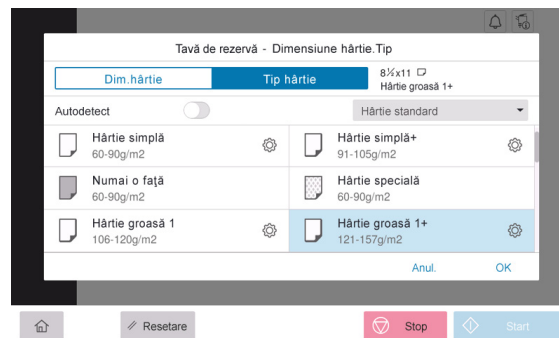 Tavă de rezervă - Dimensiune hârtie.Tip
Dim.hârtie
Tip hârtie
8½x11
Hârtie groasă 1+
Autodetect
Hârtie standard
Hârtie simplă
60-90g/m2
Hârtie simplă+
91-105g/m2
Numai o faţă
60-90g/m2
Hârtie specială
60-90g/m2
Hârtie groasă 1
106-120g/m2
Hârtie groasă 1+
121-157g/m2
Anul.
OK
Resetare
Stop
Start